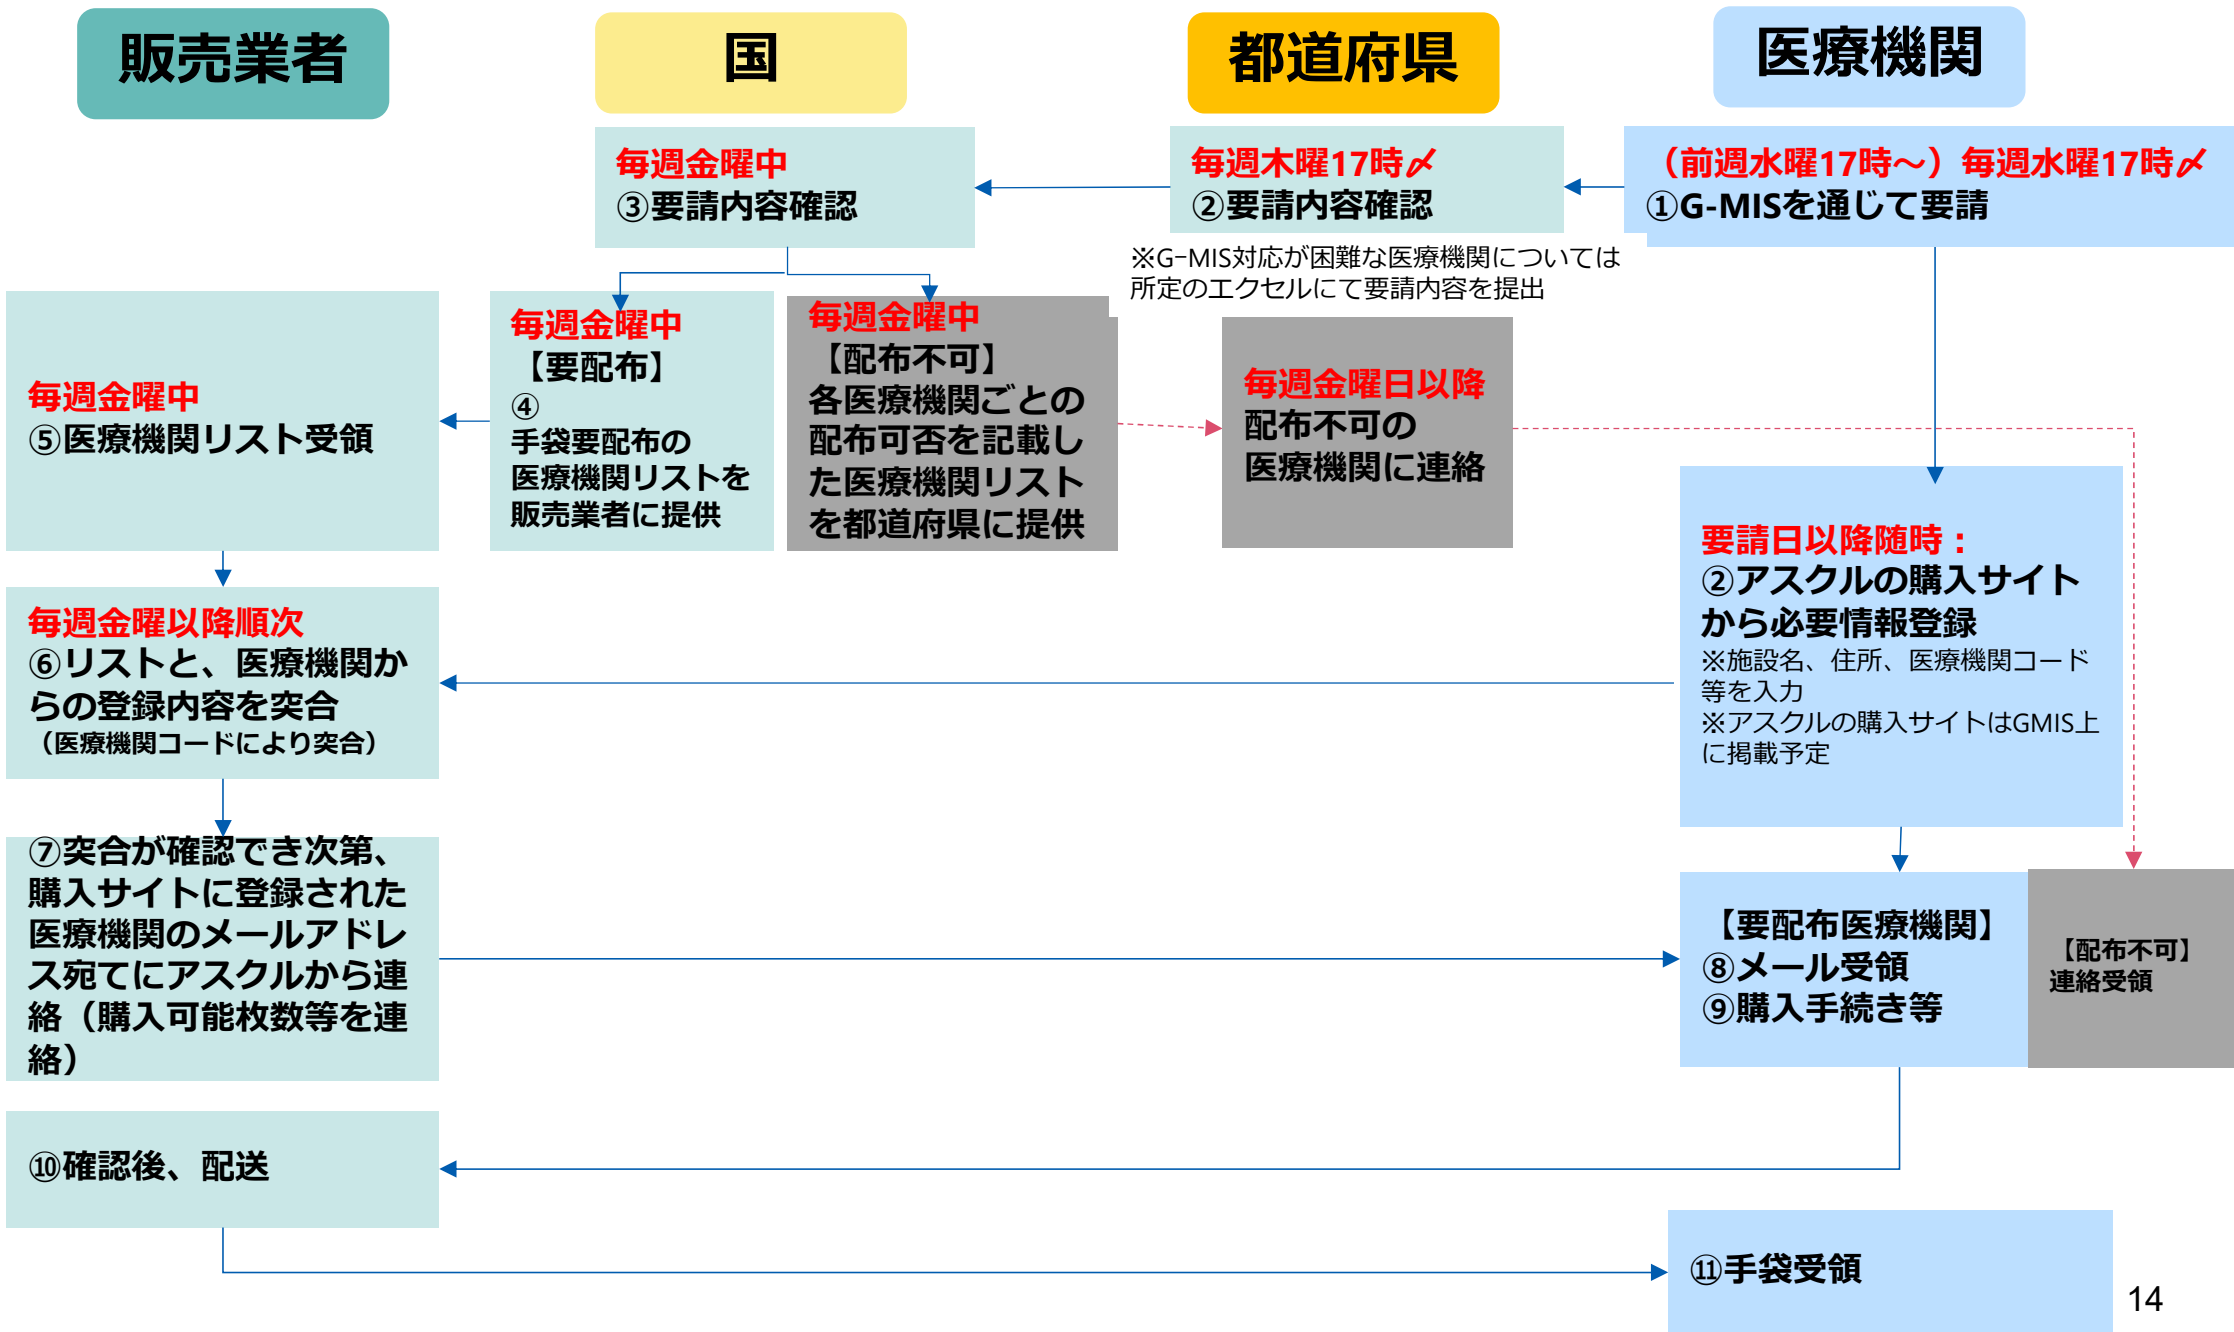 販売業者
国
都道府県
医療機関
毎週金曜中
③要請内容確認
毎週木曜17時〆
②要請内容確認
（前週水曜17時～）毎週水曜17時〆
①G-MISを通じて要請
※G−MIS対応が困難な医療機関については
所定のエクセルにて要請内容を提出
毎週金曜中
⑤医療機関リスト受領
毎週金曜中
【要配布】
④
手袋要配布の
医療機関リストを
販売業者に提供
毎週金曜中
【配布不可】
各医療機関ごとの
配布可否を記載し
た医療機関リスト
を都道府県に提供
毎週金曜日以降
配布不可の
医療機関に連絡
要請日以降随時：
②アスクルの購入サイト
から必要情報登録
※施設名、住所、医療機関コード
等を入力
※アスクルの購入サイトはGMIS上
に掲載予定
毎週金曜以降順次
⑥リストと、医療機関か
らの登録内容を突合
（医療機関コードにより突合）
⑦突合が確認でき次第、
購入サイトに登録された
医療機関のメールアドレ
ス宛てにアスクルから連
絡（購入可能枚数等を連
絡）
【要配布医療機関】
⑧メール受領
⑨購入手続き等
【配布不可】
連絡受領
⑩確認後、配送
⑪手袋受領
14